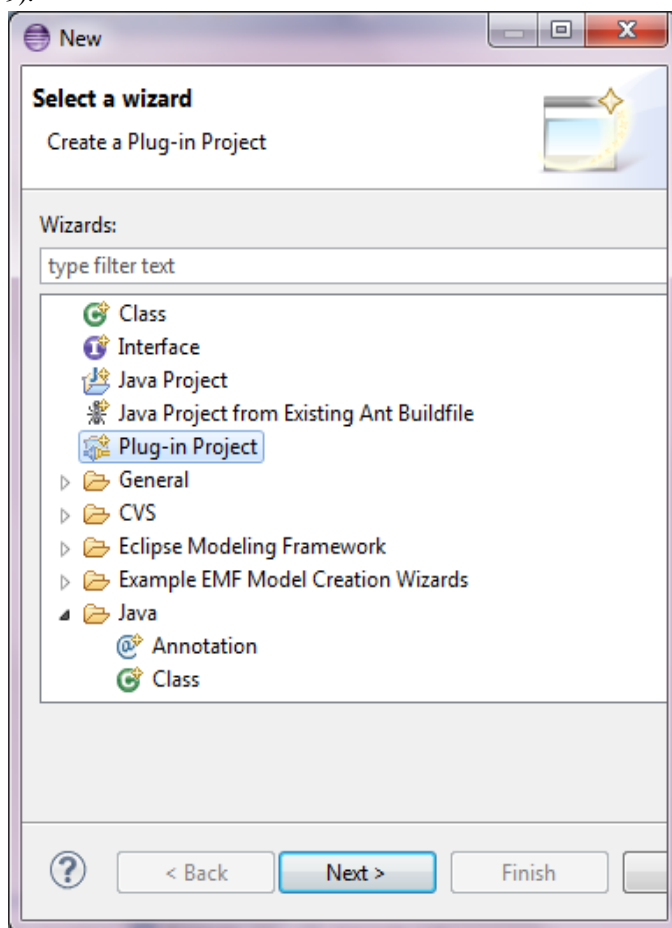 New
Select a wizard
Create a Plug-in Project
Wizards:
type filter text
Class
Interface
Java Project
Java Project from Existing Ant Buildfile
Plug-in Project
General
CVS
Eclipse Modeling Framework
Example EMF Model Creation Wizards
Java
Annotation
Class
? < Back Next > Finish